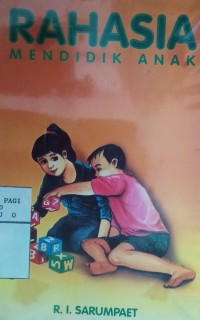 RAHASIA
MENDIDIK ANAK
PAGI
O
U O
G
A
A
B
R
S
W
R. I. SARUMPAET